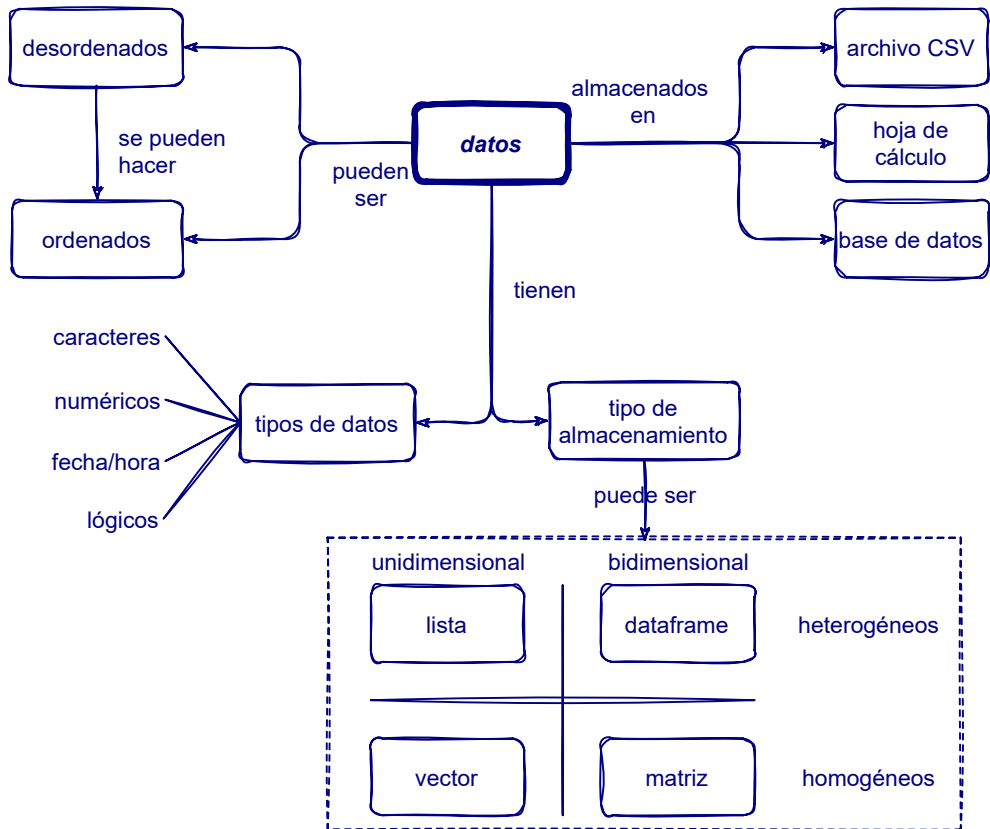 desordenados
archivo CSV
almacenados
en
se pueden
hacer
datos
hoja de
cálculo
pueden
ser
ordenados
base de datos
tienen
caracteres
numéricos
fecha/hora
lógicos
tipos de datos
tipo de
almacenamiento
puede ser
unidimensional
bidimensional
lista
dataframe
heterogéneos
vector
matriz
homogéneos